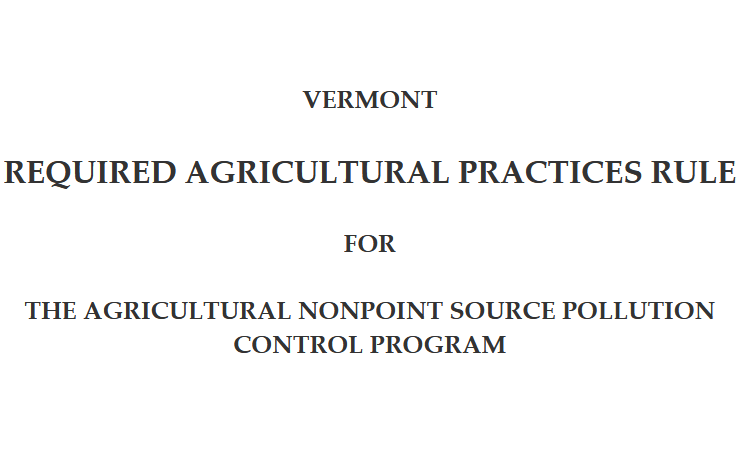 VERMONT
REQUIRED AGRICULTURAL PRACTICES RULE
FOR
THE AGRICULTURAL NONPOINT SOURCE POLLUTION
CONTROL PROGRAM